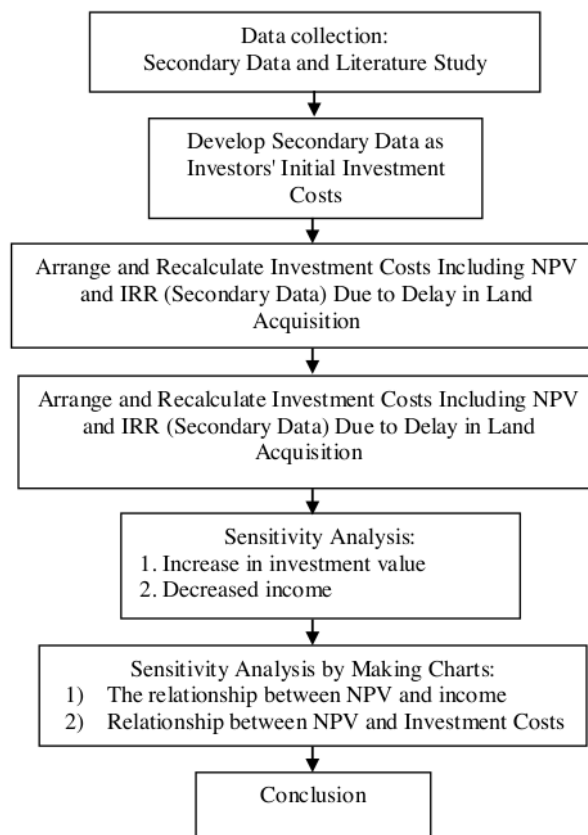 Data collection:
Secondary Data and Literature Study
Develop Secondary Data as
Investors' Initial Investment
Costs
Arrange and Recalculate Investment Costs Including NPV
and IRR (Secondary Data) Due to Delay in Land
Acquisition
Arrange and Recalculate Investment Costs Including NPV
and IRR (Secondary Data) Due to Delay in Land
Acquisition
Sensitivity Analysis:
1. Increase in investment value
2. Decreased income
Sensitivity Analysis by Making Charts:
1) The relationship between NPV and income
2) Relationship between NPV and Investment Costs
Conclusion